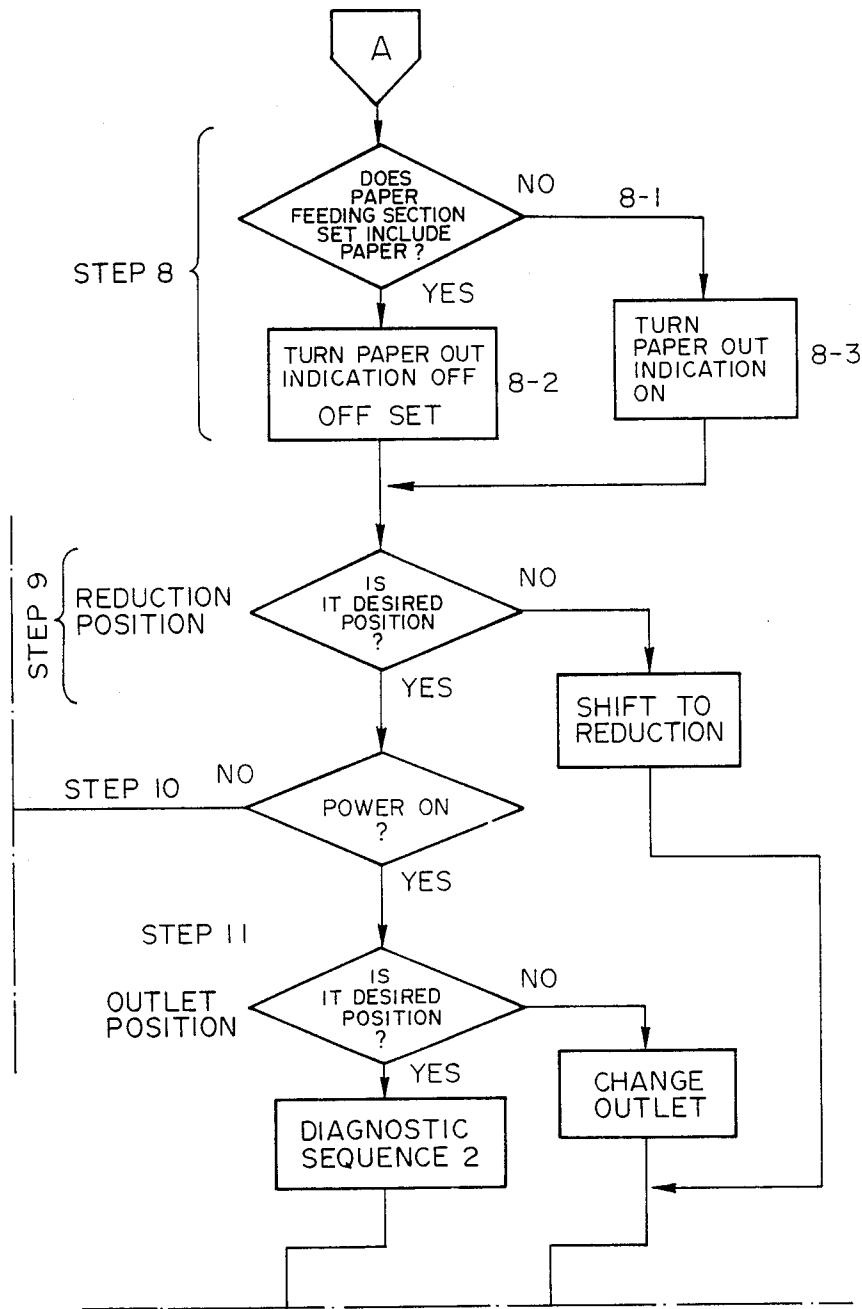 A
DOES
PAPER
FEEDING SECTION
SET INCLUDE
PAPER ?
NO
8-1
STEP 8
YES
TURN PAPER OUT
INDICATION OFF
OFF SET
8-2
TURN
PAPER OUT
INDICATION
ON
8-3
STEP 9
REDUCTION
POSITION
IS
IT DESIRED
POSITION
?
NO
YES
SHIFT TO
REDUCTION
STEP 10
NO
POWER ON
?
YES
STEP 11
OUTLET
POSITION
IS
IT DESIRED
POSITION
?
NO
YES
CHANGE
OUTLET
DIAGNOSTIC
SEQUENCE 2